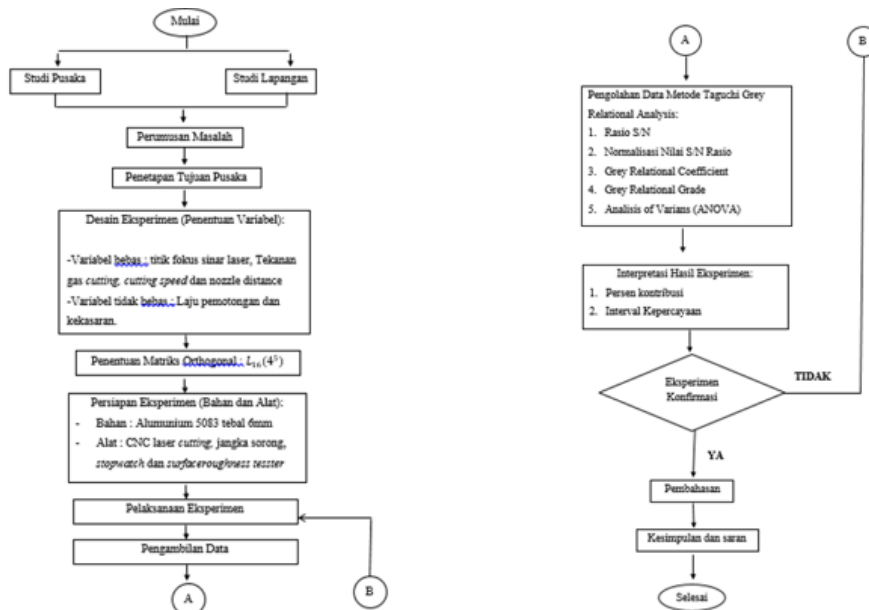 Mulai
Studi Pusaka
Studi Lapangan
Perumusan Masalah
Penetapan Tujuan Pusaka
Desain Eksperimen (Penentuan Variabel):
-Variabel bebas : titik fokus sinar laser, Tekanan
gas cutting, cutting speed dan nozzle distance
-Variabel tidak bebas : Laju pemotongan dan
kekasaran.
Penentuan Matriks Orthogonal : L₁₆(4⁵)
Persiapan Eksperimen (Bahan dan Alat):
- Bahan : Alumunium 5083 tebal 6mm
- Alat : CNC laser cutting, jangka sorong,
stopwatch dan surfaceroughness tesster
Pelaksanaan Eksperimen
Pengambilan Data
A
B
A
B
Pengolahan Data Metode Taguchi Grey
Relational Analysis:
1. Rasio S/N
2. Normalisasi Nilai S/N Rasio
3. Grey Relational Coefficient
4. Grey Relational Grade
5. Analisis of Varians (ANOVA)
Interpretasi Hasil Eksperimen:
1. Persen kontribusi
2. Interval Kepercayaan
Eksperimen
Konfirmasi
TIDAK
YA
Pembahasan
Kesimpulan dan saran
Selesai